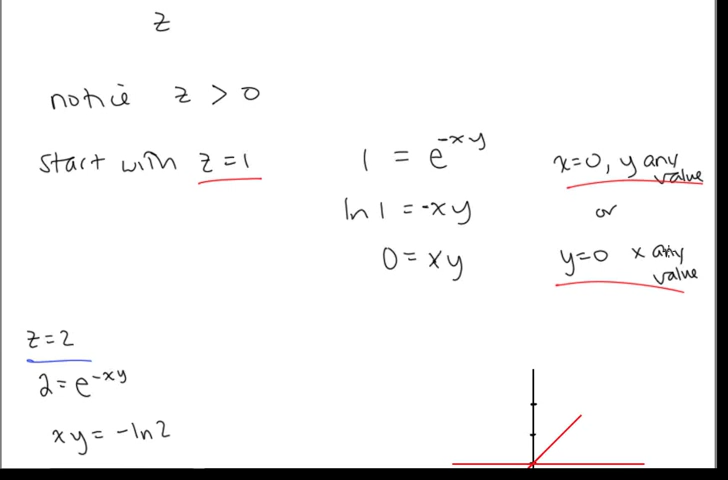 z
notice z > 0
start with z = 1
1 = e^{-xy}
ln 1 = -xy
0 = xy
x=0, y any value
or
y=0 x any value
z = 2
2 = e^{-xy}
xy = -ln 2